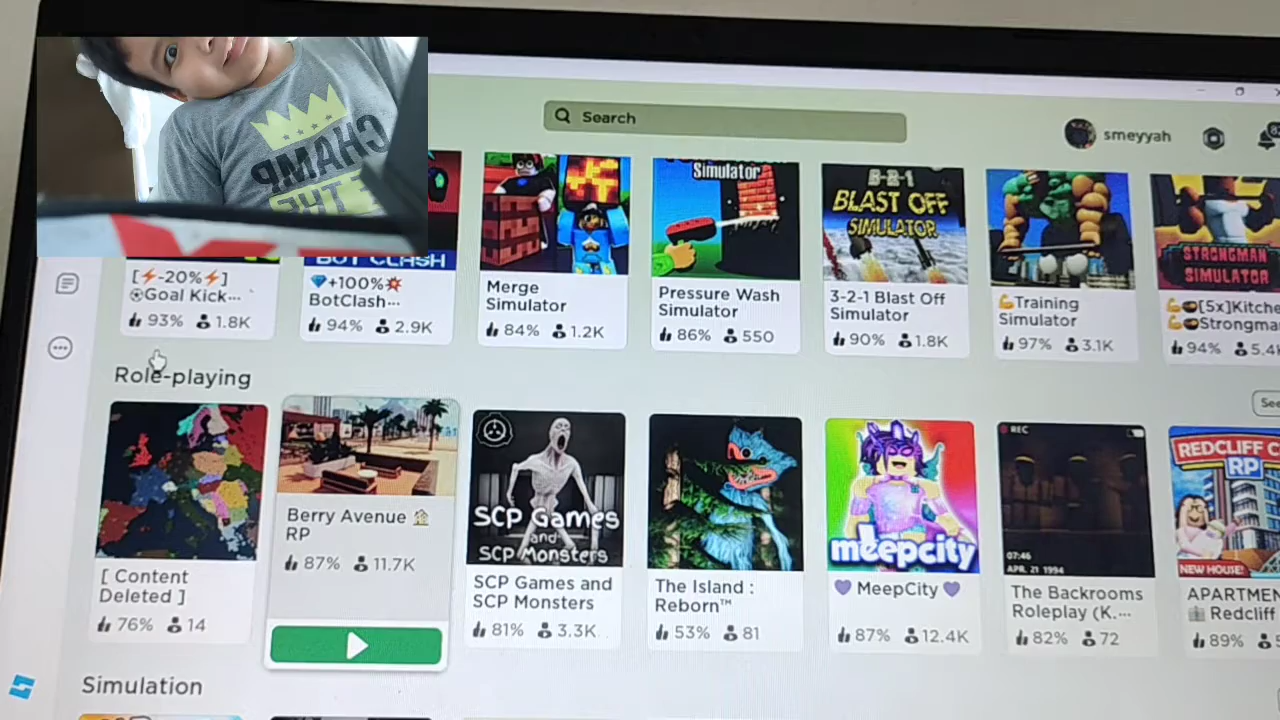 CHAMP
THE
Search
smeyyah
Simulator
3-2-1
BLAST OFF
SIMULATOR
STRONGMAN
SIMULATOR
BOT CLASH
[⚡-20%⚡]
⚽Goal Kick...
93% 1.8K
💎+100%💥
BotClash...
94% 2.9K
Merge
Simulator
84% 1.2K
Pressure Wash
Simulator
86% 550
3-2-1 Blast Off
Simulator
90% 1.8K
💪Training
Simulator
97% 3.1K
[5x]Kitche
Strongma
94% 5.4K
Role-playing
See
[ Content
Deleted ]
76% 14
Berry Avenue 🏠
RP
87% 11.7K
SCP Games
and
SCP Monsters
SCP Games and
SCP Monsters
81% 3.3K
The Island :
Reborn™
53% 81
meepcity
💜 MeepCity 💜
87% 12.4K
REC
07:46
APR. 21 1994
The Backrooms
Roleplay (K....
82% 72
REDCLIFF C
RP
NEW HOUSE!
APARTMEN
🏢 Redcliff
89% 5
Simulation